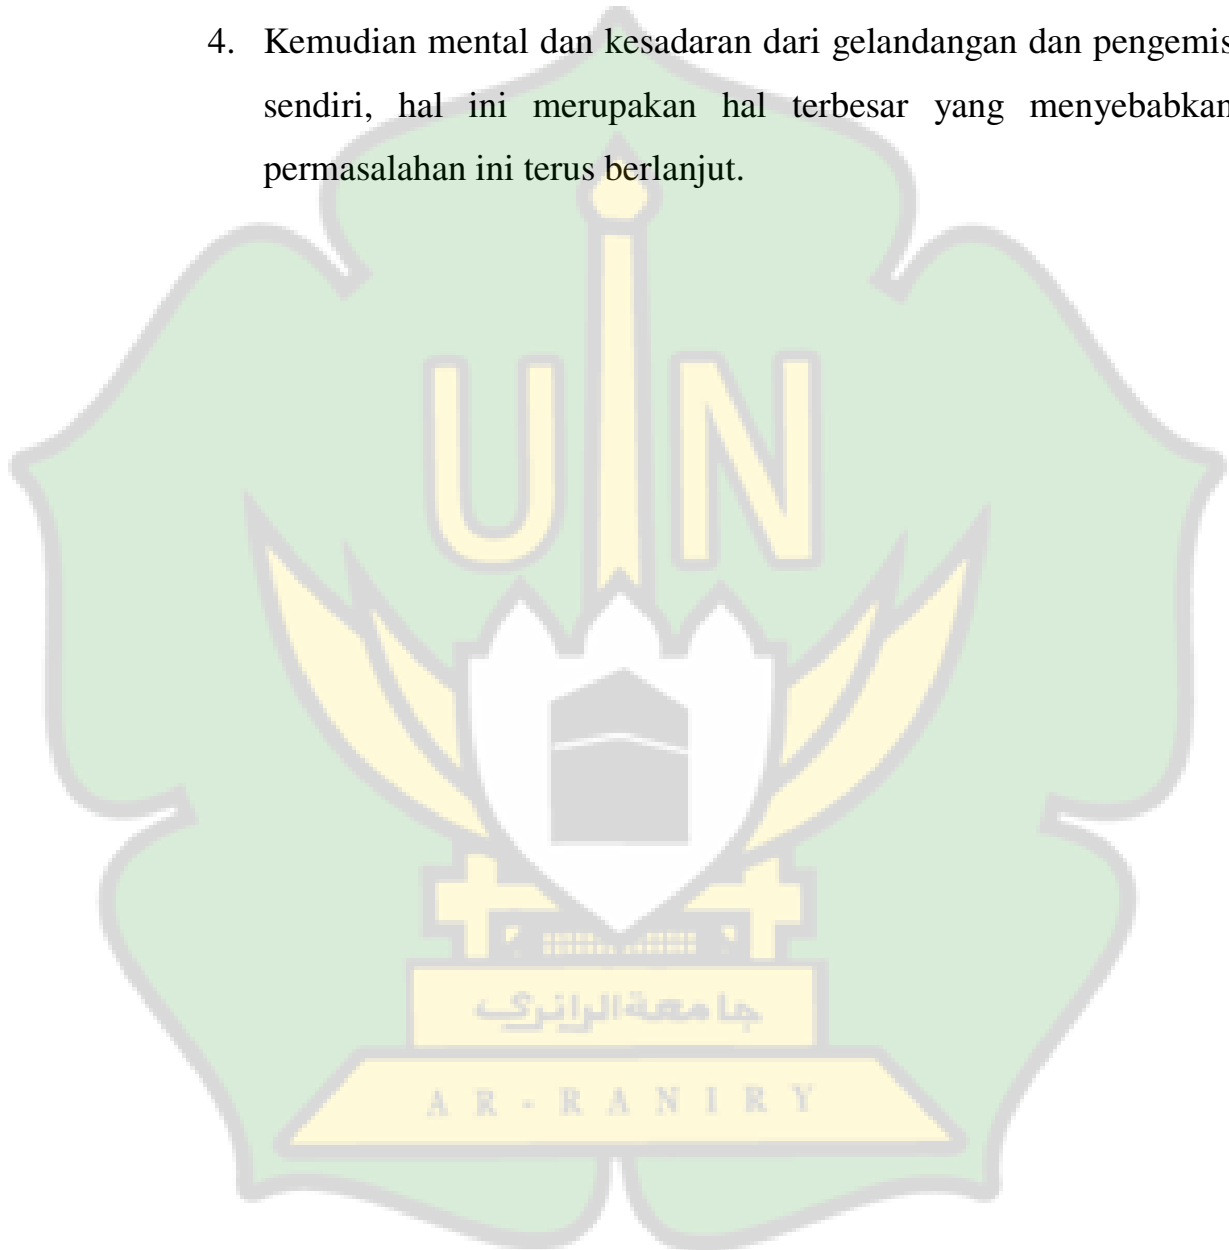 4. Kemudian mental dan kesadaran dari gelandangan dan pengemis
sendiri, hal ini merupakan hal terbesar yang menyebabkan
permasalahan ini terus berlanjut.
UIN
جامعة الرانري
AR-RANIRY